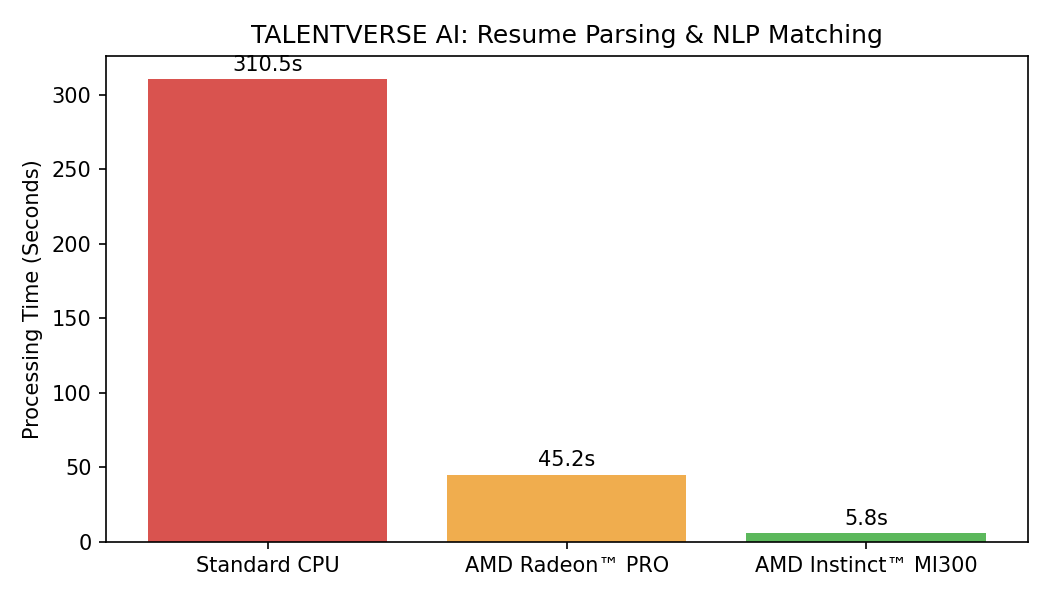 TALENTVERSE AI: Resume Parsing & NLP Matching
Processing Time (Seconds)
300
250
200
150
100
50
0
310.5s
45.2s
5.8s
Standard CPU
AMD Radeon™ PRO
AMD Instinct™ MI300